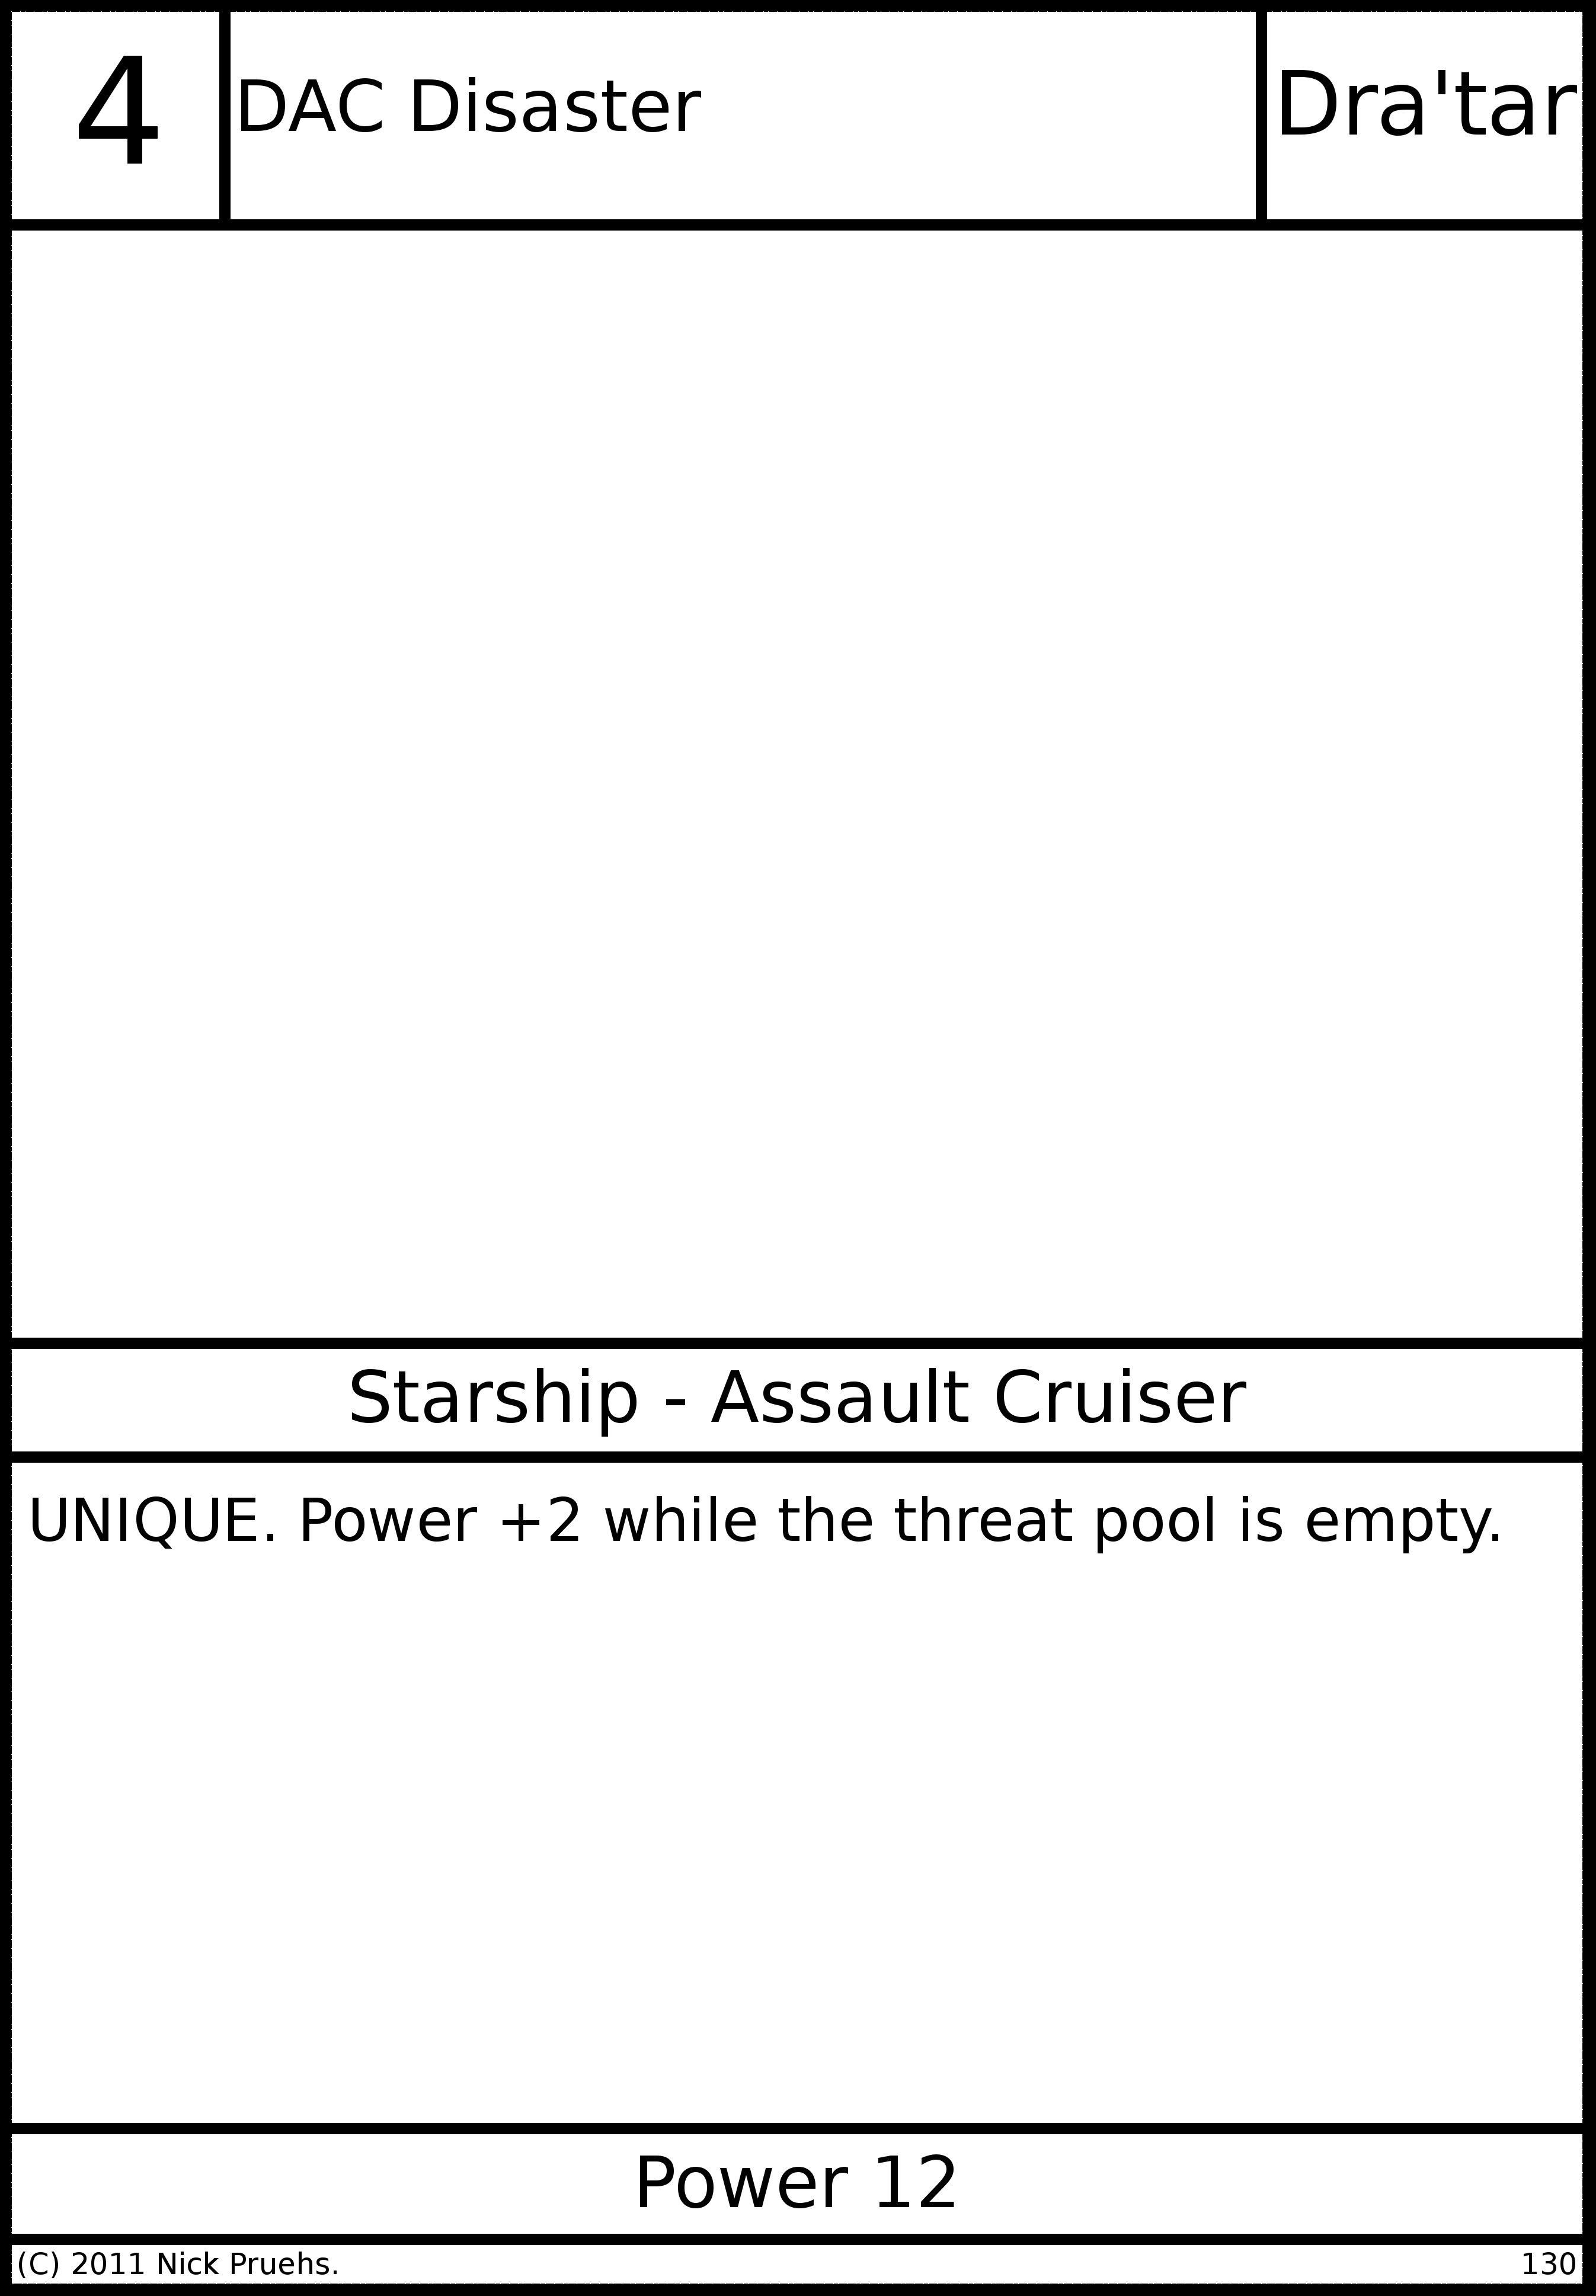 4
DAC Disaster
Dra'tar
Starship - Assault Cruiser
UNIQUE. Power +2 while the threat pool is empty.
Power 12
(C) 2011 Nick Pruehs.
130